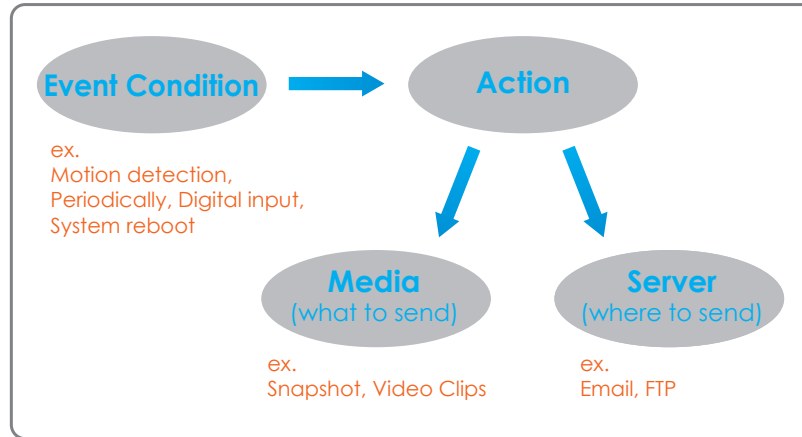 Event Condition
Action
ex.
Motion detection,
Periodically, Digital input,
System reboot
Media
(what to send)
ex.
Snapshot, Video Clips
Server
(where to send)
ex.
Email, FTP